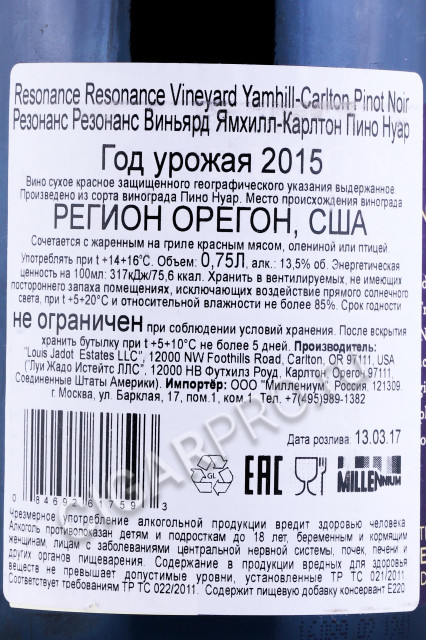 Resonance Resonance Vineyard Yamhill-Carlton Pinot Noir
Резонанс Резонанс Виньярд Ямхилл-Карлтон Пино Нуар
Год урожая 2015
Вино сухое красное защищенного географического указания выдержанное
Произведено из сорта винограда Пино Нуар. Место происхождения винограда
РЕГИОН ОРЕГОН, США
Сочетается с жаренным на гриле красным мясом, олениной или птицей.
Употреблять при t +14+16°С. Объем: 0,75Л, алк.: 13,5% об. Энергетическая
ценность на 100мл: 317кДж/75,6 ккал. Хранить в вентилируемых, не имеющих
постороннего запаха помещениях, исключающих воздействие прямого солнечного
света, при t +5+20°С и относительной влажности не более 85%. Срок годности
не ограничен при соблюдении условий хранения. После вскрытия
хранить бутылку при t +5+10°С не более 5 дней. Производитель:
"Louis Jadot Estates LLC", 12000 NW Foothills Road, Carlton, OR 97111, USA
("Луи Жадо Истейтс ЛЛС", 12000 НВ Футхилз Роуд, Карлтон, Орегон 97111,
Соединенные Штаты Америки). Импортёр: ООО "Миллениум", Россия, 121309,
г. Москва, ул. Барклая, 17, пом.1, ком.1. Тел. +7(495)989-1382
Дата розлива: 13.03.17
GL
EAC
MILLENNIUM
0 84692 61759 3
Чрезмерное употребление алкогольной продукции вредит здоровью человека
Алкоголь противопоказан детям и подросткам до 18 лет, беременным и кормящим
женщинам, лицам с заболеваниями центральной нервной системы, почек, печени и
других органов пищеварения. Содержание в продукции вредных для здоровья
веществ не превышает допустимые уровни, установленные ТР ТС 021/2011.
Соответствует требованиям ТР ТС 022/2011. Содержит пищевую добавку консервант Е220